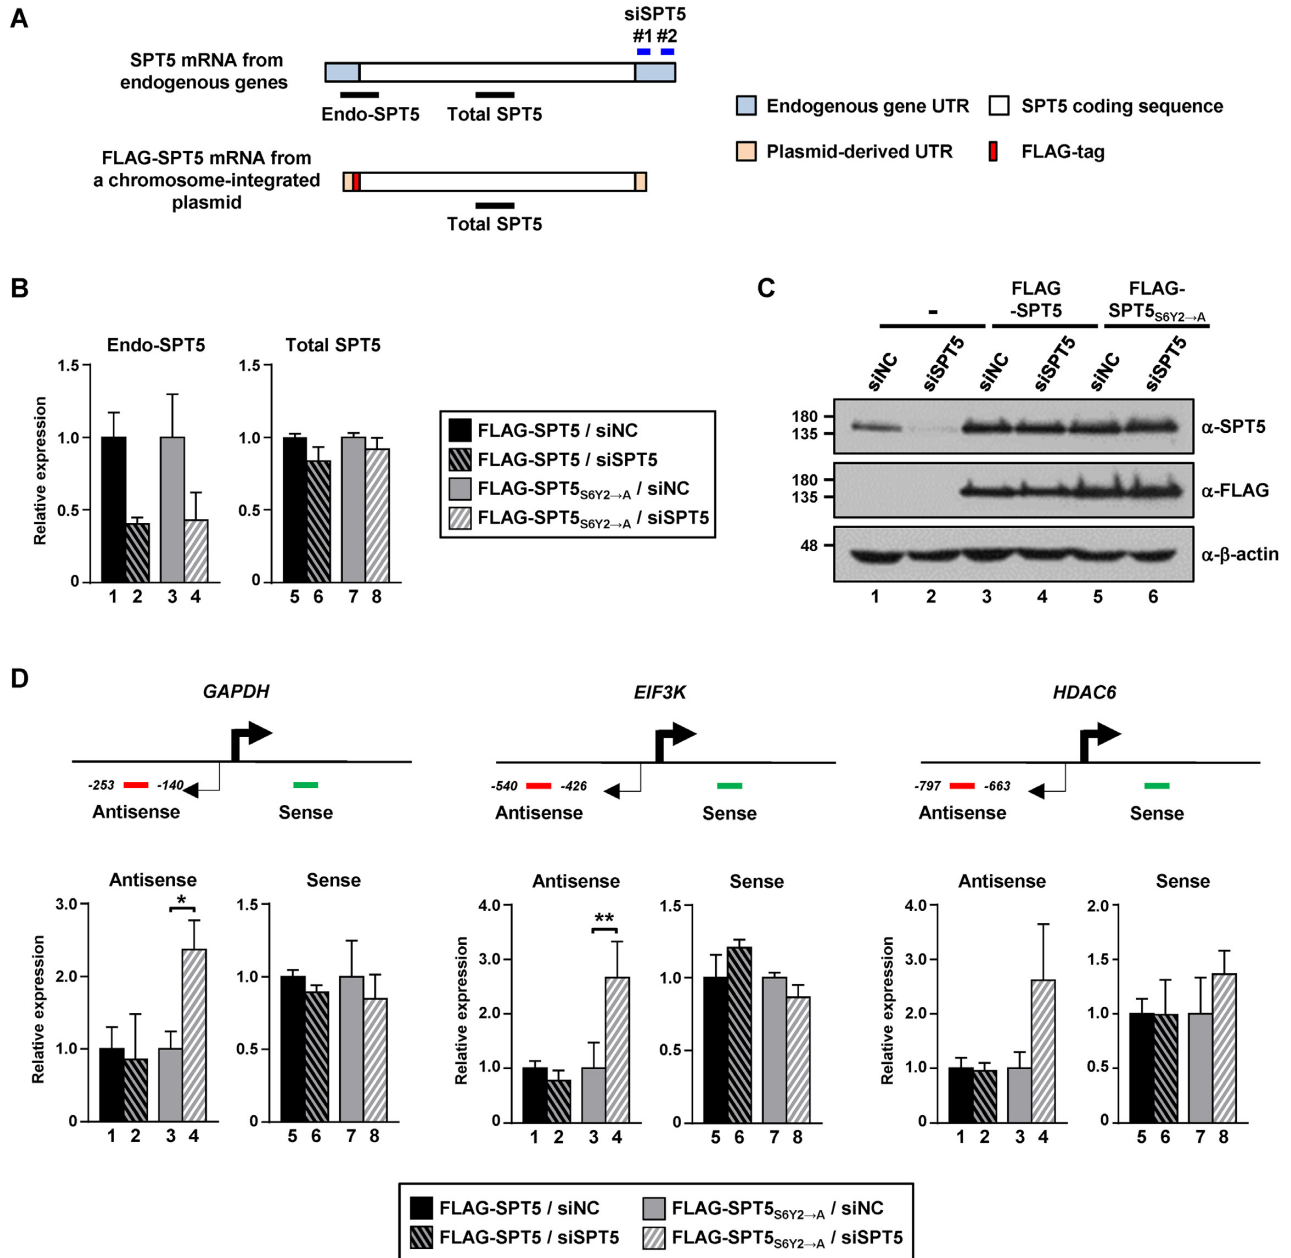 A
siSPT5
#1 #2
SPT5 mRNA from
endogenous genes
Endo-SPT5
Total SPT5
FLAG-SPT5 mRNA from
a chromosome-integrated
plasmid
Total SPT5
Endogenous gene UTR
SPT5 coding sequence
Plasmid-derived UTR
FLAG-tag
B
Endo-SPT5
Total SPT5
Relative expression
1.5
1.0
0.5
0
1 2 3 4
1.5
1.0
0.5
0
5 6 7 8
FLAG-SPT5 / siNC
FLAG-SPT5 / siSPT5
FLAG-SPT5S6Y2→A / siNC
FLAG-SPT5S6Y2→A / siSPT5
C
-
FLAG
-SPT5
FLAG-
SPT5S6Y2→A
siNC
siSPT5
siNC
siSPT5
siNC
siSPT5
180
135
α-SPT5
180
135
α-FLAG
48
α-β-actin
1 2 3 4 5 6
D
GAPDH
-253
-140
Antisense
Sense
EIF3K
-540
-426
Antisense
Sense
HDAC6
-797
-663
Antisense
Sense
Antisense
Relative expression
3.0
2.0
1.0
0
*
1 2 3 4
Sense
1.5
1.0
0.5
0
5 6 7 8
Antisense
Relative expression
4.0
3.0
2.0
1.0
0
**
1 2 3 4
Sense
1.5
1.0
0.5
0
5 6 7 8
Antisense
Relative expression
4.0
3.0
2.0
1.0
0
1 2 3 4
Sense
2.0
1.5
1.0
0.5
0
5 6 7 8
FLAG-SPT5 / siNC
FLAG-SPT5S6Y2→A / siNC
FLAG-SPT5 / siSPT5
FLAG-SPT5S6Y2→A / siSPT5